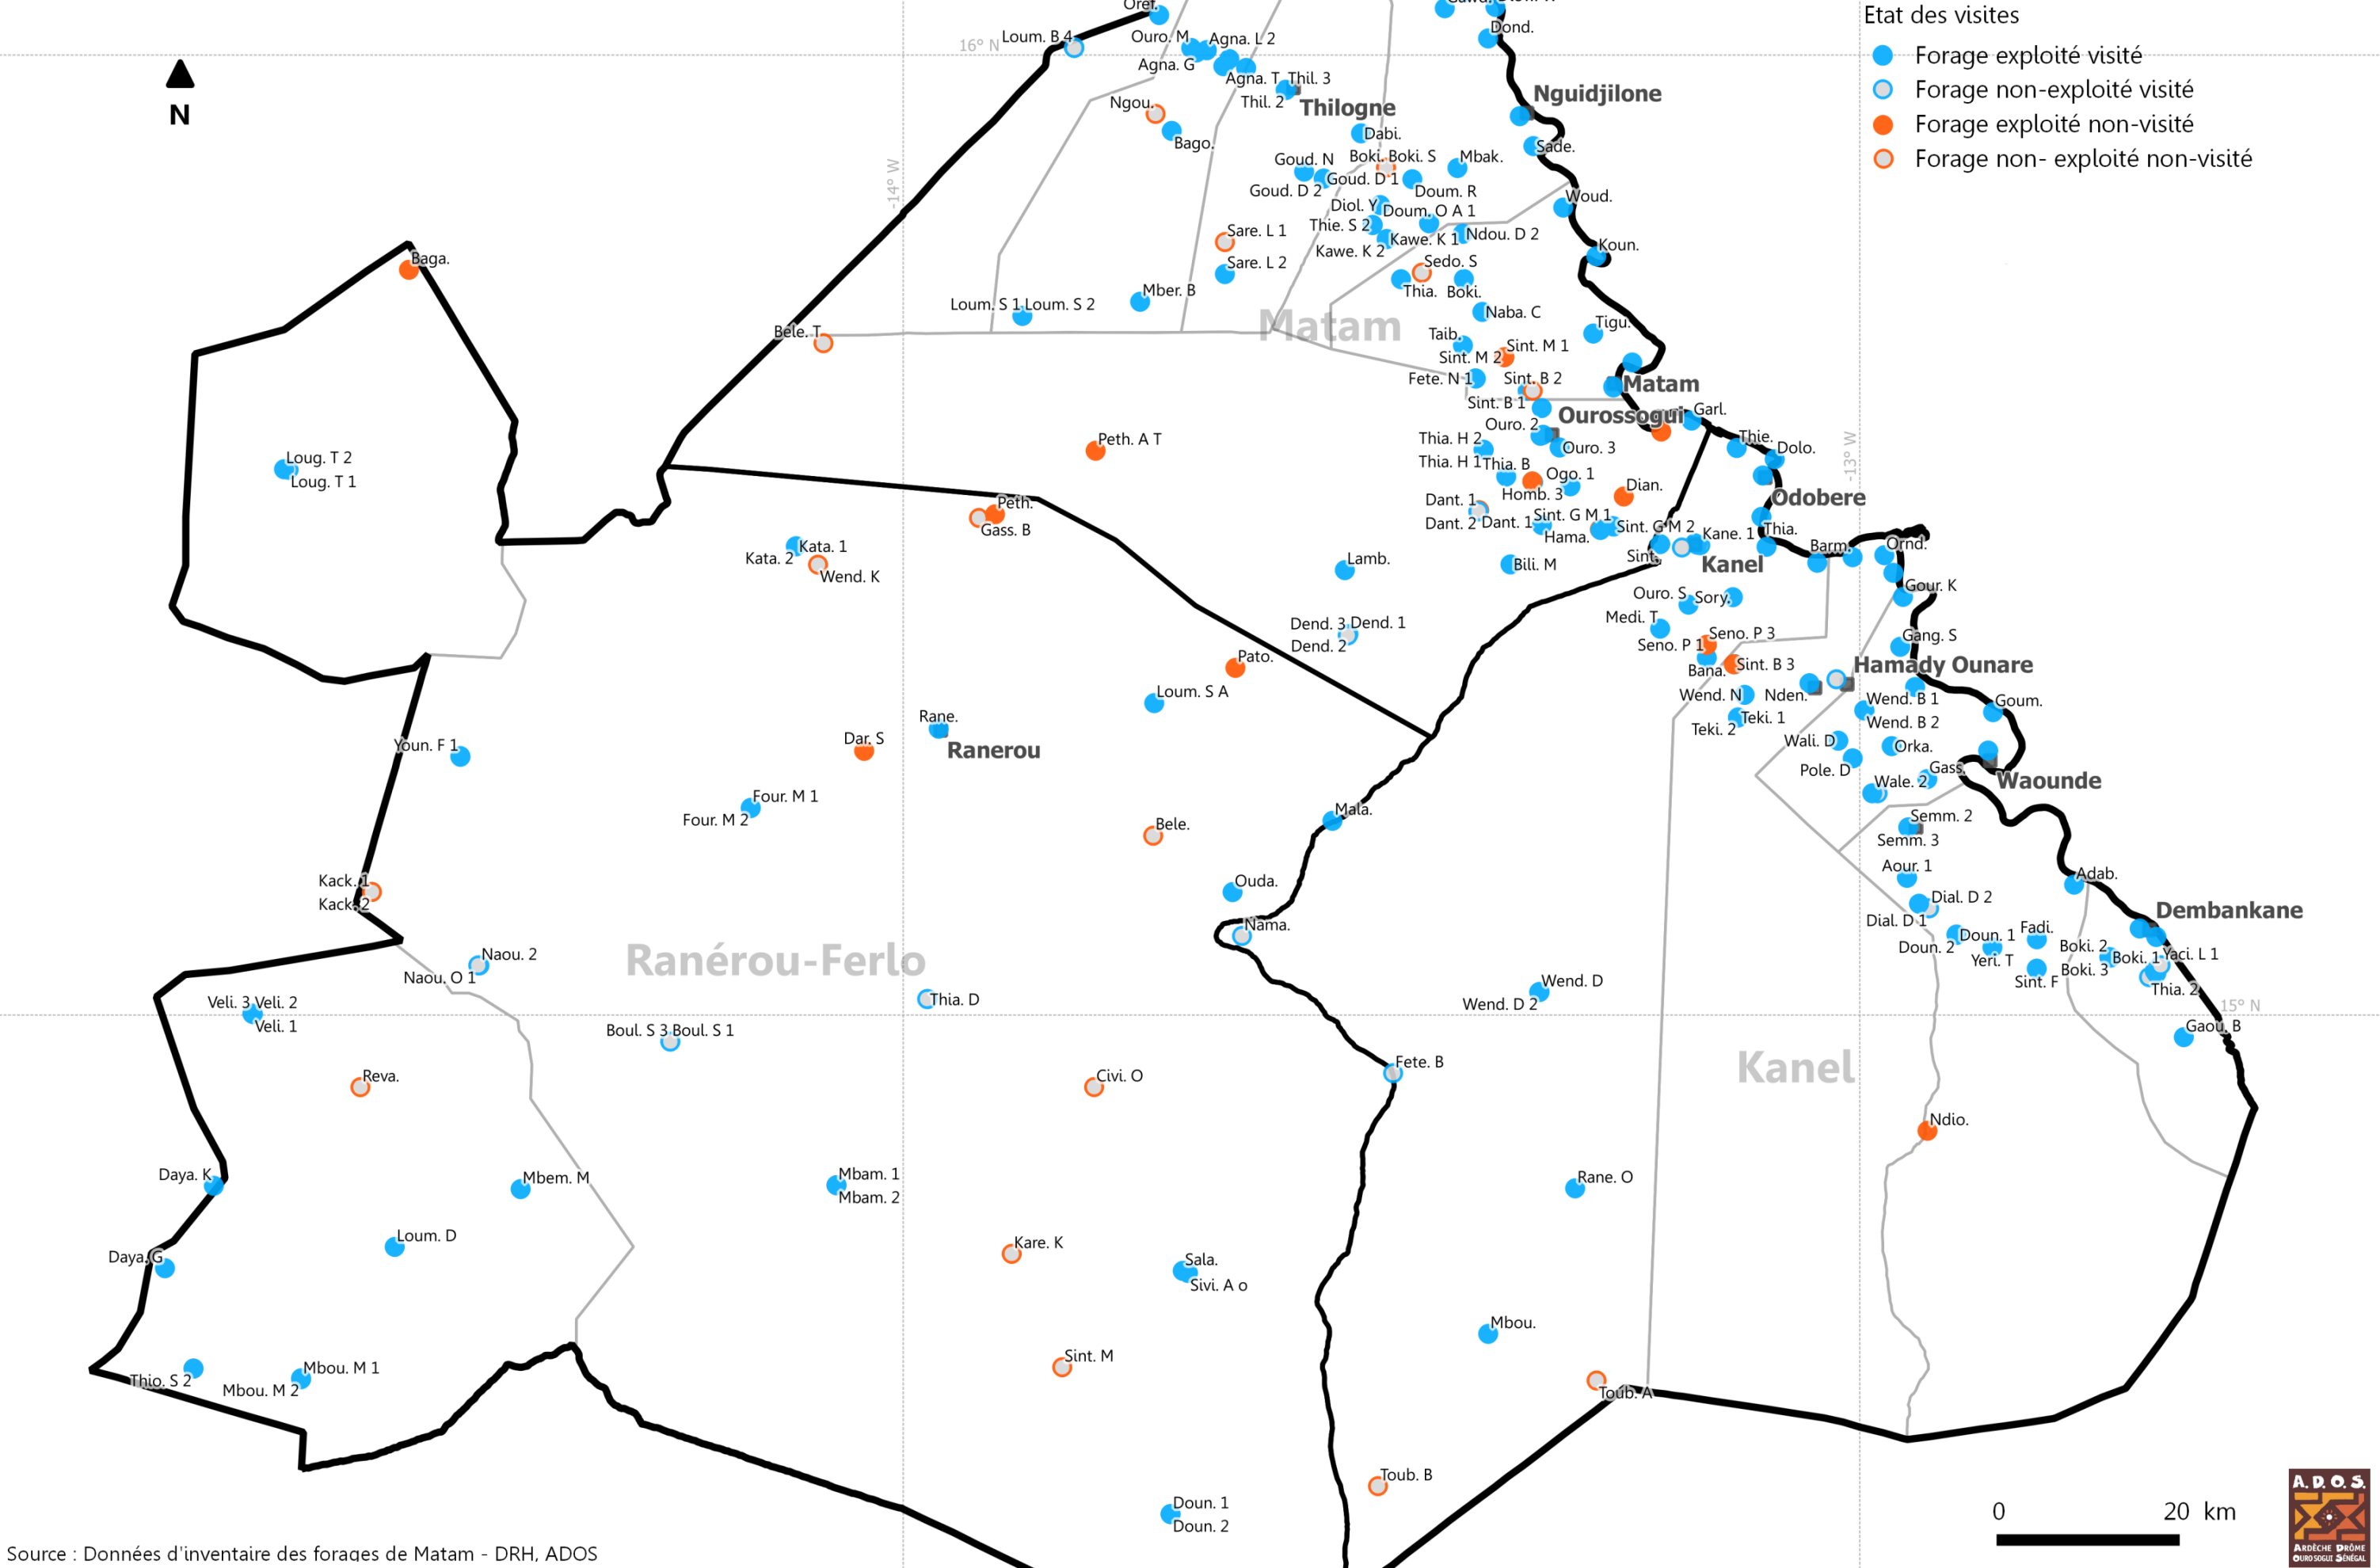 Oref.
Dond.
Etat des visites
Forage exploité visité
Forage non-exploité visité
Forage exploité non-visité
Forage non- exploité non-visité
N
16° N
-14° W
-13° W
15° N
Loum. B 4
Ouro. M
Agna. L 2
Agna. G
Agna. T
Thil. 3
Thil. 2
Thilogne
Nguidjilone
Ngou.
Bago.
Dabi.
Sade.
Goud. N
Boki. Boki. S
Mbak.
Goud. D 2
Goud. D 1
Doum. R
Woud.
Diol. Y
Doum. O A 1
Thie. S 2
Sare. L 1
Kawe. K 1
Ndou. D 2
Kawe. K 2
Koun.
Baga.
Sare. L 2
Sedo. S
Thia.
Boki.
Mber. B
Loum. S 1
Loum. S 2
Naba. C
Matam
Tigu.
Bele. T
Taib.
Sint. M 1
Sint. M 2
Fete. N 1
Sint. B 2
Matam
Sint. B 1
Ourossogui
Garl.
Ouro. 2
Peth. A T
Thia. H 2
Ouro. 3
Thie.
Dolo.
Loug. T 2
Loug. T 1
Thia. H 1
Thia. B
Ogo. 1
Homb. 3
Dian.
Odobere
Peth.
Gass. B
Dant. 1
Dant. 2
Dant. 1
Sint. G M 1
Sint. G M 2
Hama.
Kane. 1
Thia.
Barm.
Ornd.
Kata. 1
Kata. 2
Wend. K
Lamb.
Bili. M
Sint.
Kanel
Gour. K
Ouro. S
Sory.
Medi. T
Dend. 3
Dend. 1
Dend. 2
Seno. P 3
Seno. P 1
Gang. S
Pato.
Bana.
Sint. B 3
Hamady Ounare
Loum. S A
Wend. N
Nden.
Wend. B 1
Goum.
Rane.
Ranerou
Teki. 1
Teki. 2
Wend. B 2
Youn. F 1
Dar. S
Wali. D
Orka.
Pole. D
Gass.
Waounde
Wale. 2
Four. M 1
Four. M 2
Bele.
Mala.
Semm. 2
Semm. 3
Kack. 1
Kack. 2
Ouda.
Aour. 1
Adab.
Dial. D 2
Dial. D 1
Dembankane
Nama.
Ranérou-Ferlo
Naou. 2
Naou. O 1
Doun. 1
Doun. 2
Fadi.
Yeri. T
Boki. 2
Boki. 1
Boki. 3
Yaci. L 1
Sint. F
Thia. 2
Wend. D
Wend. D 2
Veli. 3
Veli. 2
Veli. 1
Thia. D
Boul. S 3
Boul. S 1
Gaou. B
Kanel
Fete. B
Reva.
Civi. O
Ndio.
Daya. K
Mbem. M
Mbam. 1
Mbam. 2
Rane. O
Loum. D
Daya. G
Kare. K
Sala.
Sivi. A o
Mbou.
Thio. S 2
Mbou. M 1
Mbou. M 2
Sint. M
Toub. A
Toub. B
Doun. 1
Doun. 2
0 20 km
A.D.O.S.
ARDÈCHE DRÔME
OUROSOGUI SÉNÉGAL
Source : Données d'inventaire des forages de Matam - DRH, ADOS